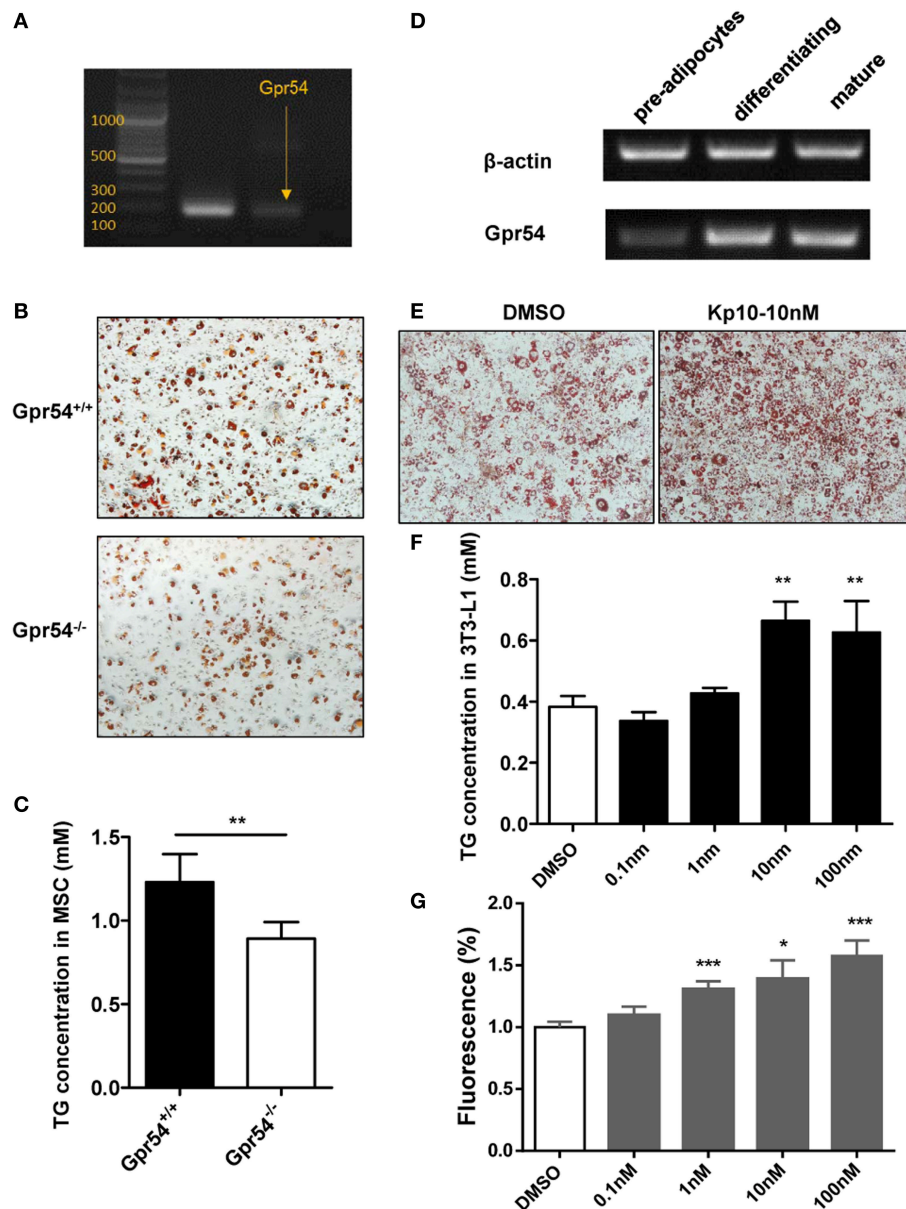 A
Gpr54
1000
500
300
200
100
B
Gpr54+/+
Gpr54-/-
C
TG concentration in MSC (mM)
1.5
1.0
0.5
0.0
**
Gpr54+/+
Gpr54-/-
D
pre-adipocytes
differentiating
mature
β-actin
Gpr54
E
DMSO
Kp10-10nM
F
TG concentration in 3T3-L1 (mM)
0.8
0.6
0.4
0.2
0.0
**
**
DMSO
0.1nm
1nm
10nm
100nm
G
Fluorescence (%)
2.0
1.5
1.0
0.5
0.0
***
*
***
DMSO
0.1nM
1nM
10nM
100nM